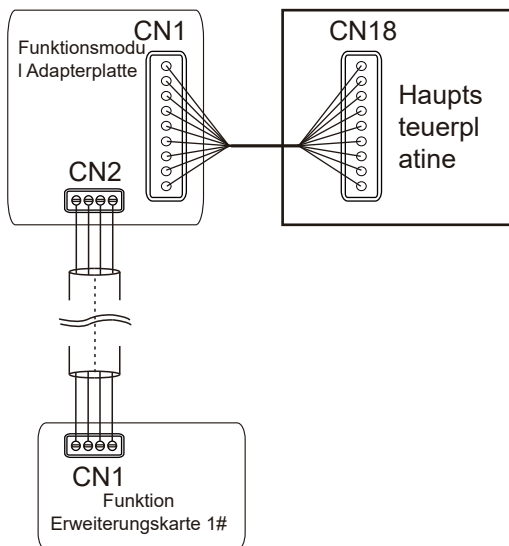 CN1
Funktionsmodu
l Adapterplatte
CN2
CN18
Haupts
teuerpl
atine
CN1
Funktion
Erweiterungskarte 1#